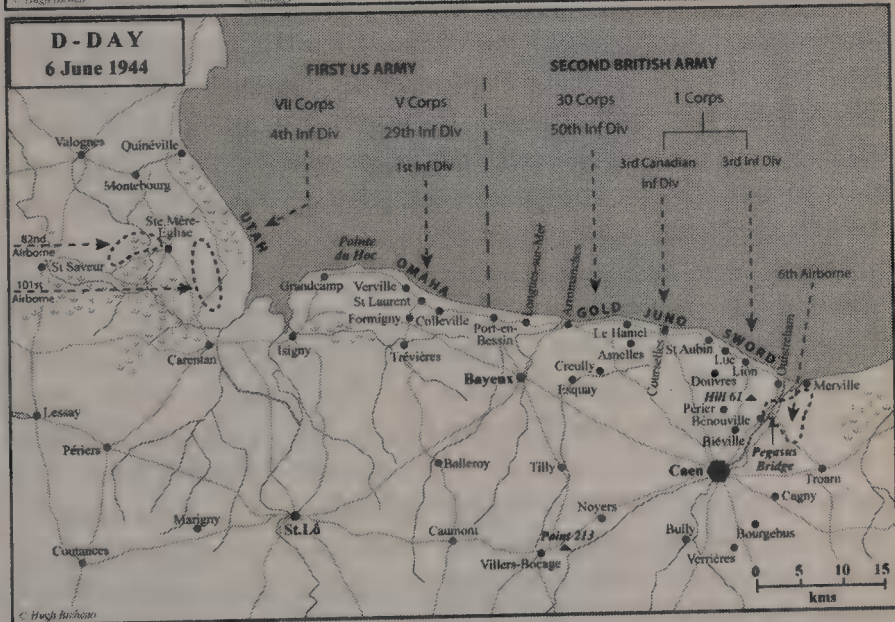 D-DAY
6 June 1944
FIRST US ARMY
SECOND BRITISH ARMY
VII Corps
V Corps
30 Corps
1 Corps
4th Inf Div
29th Inf Div
50th Inf Div
1st Inf Div
3rd Canadian
Inf Div
3rd Inf Div
Valognes
Quinéville
Montebourg
Ste Mère-
Eglise
UTAH
82nd
Airborne
St Saveur
101st
Airborne
Pointe
du Hoc
OMAHA
Longues-sur-Mer
Arromanches
6th Airborne
Grandcamp
Verville
St Laurent
Formigny
Colleville
Port-en-
Bessin
GOLD
JUNO
SWORD
Le Hamel
Asnelles
Courselles
St Aubin
Luc
Lion
Ouistreham
Merville
Carentan
Isigny
Trévières
Bayeux
Creully
Esquay
Douvres
Hill 61
Périer
Bénouville
Biéville
Pegasus
Bridge
Lessay
Périers
Balleroy
Tilly
Caen
Troarn
Cagny
Marigny
St.Lô
Caumont
Noyers
Point 213
Villers-Bocage
Bully
Bourgebus
Verrières
Coutances
0 5 10 15
kms